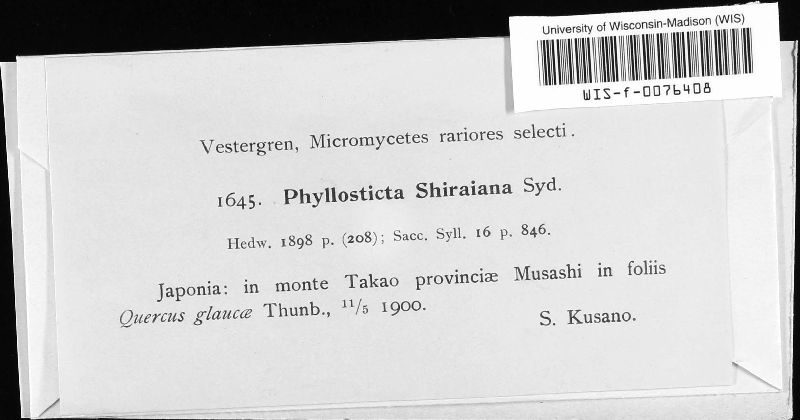 University of Wisconsin-Madison (WIS)
WIS-f-0076408
Vestergren, Micromycetes rariores selecti.
1645. Phyllosticta Shiraiana Syd.
Hedw. 1898 p. (208); Sacc. Syll. 16 p. 846.
Japonia: in monte Takao provinciæ Musashi in foliis
Quercus glaucæ Thunb., 11/5 1900.
S. Kusano.